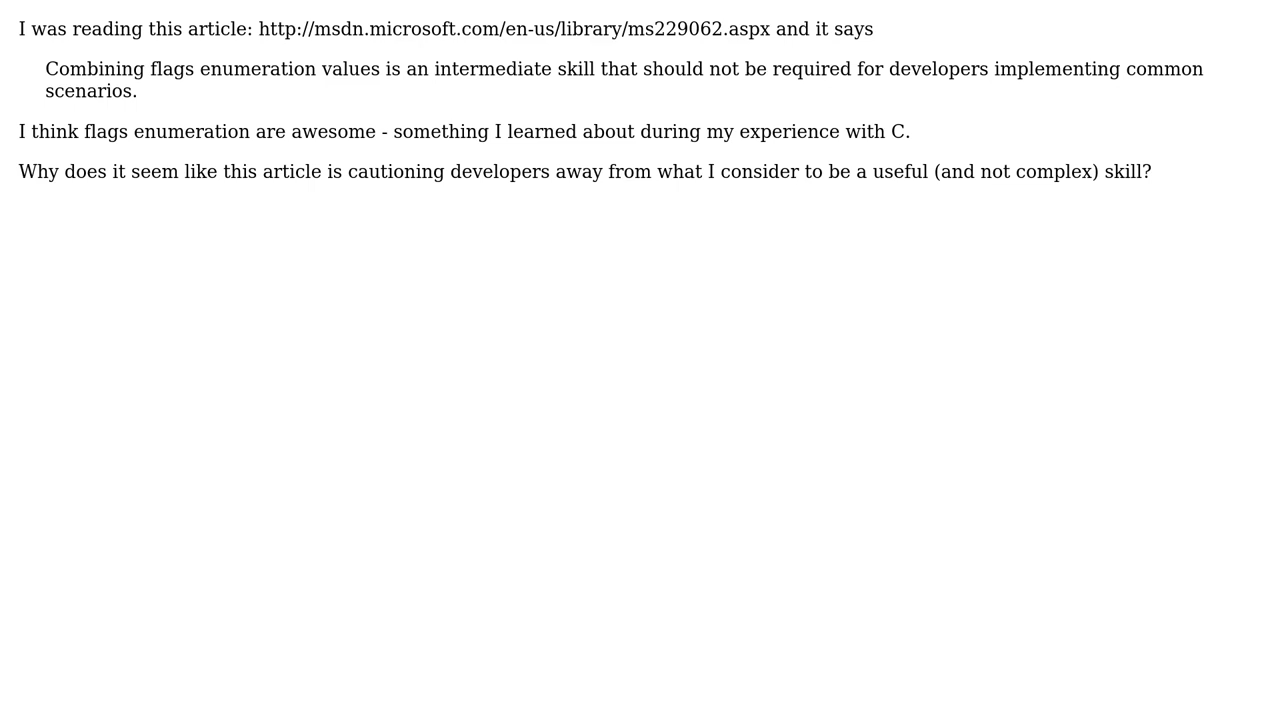 I was reading this article: http://msdn.microsoft.com/en-us/library/ms229062.aspx and it says
Combining flags enumeration values is an intermediate skill that should not be required for developers implementing common
scenarios.
I think flags enumeration are awesome - something I learned about during my experience with C.
Why does it seem like this article is cautioning developers away from what I consider to be a useful (and not complex) skill?